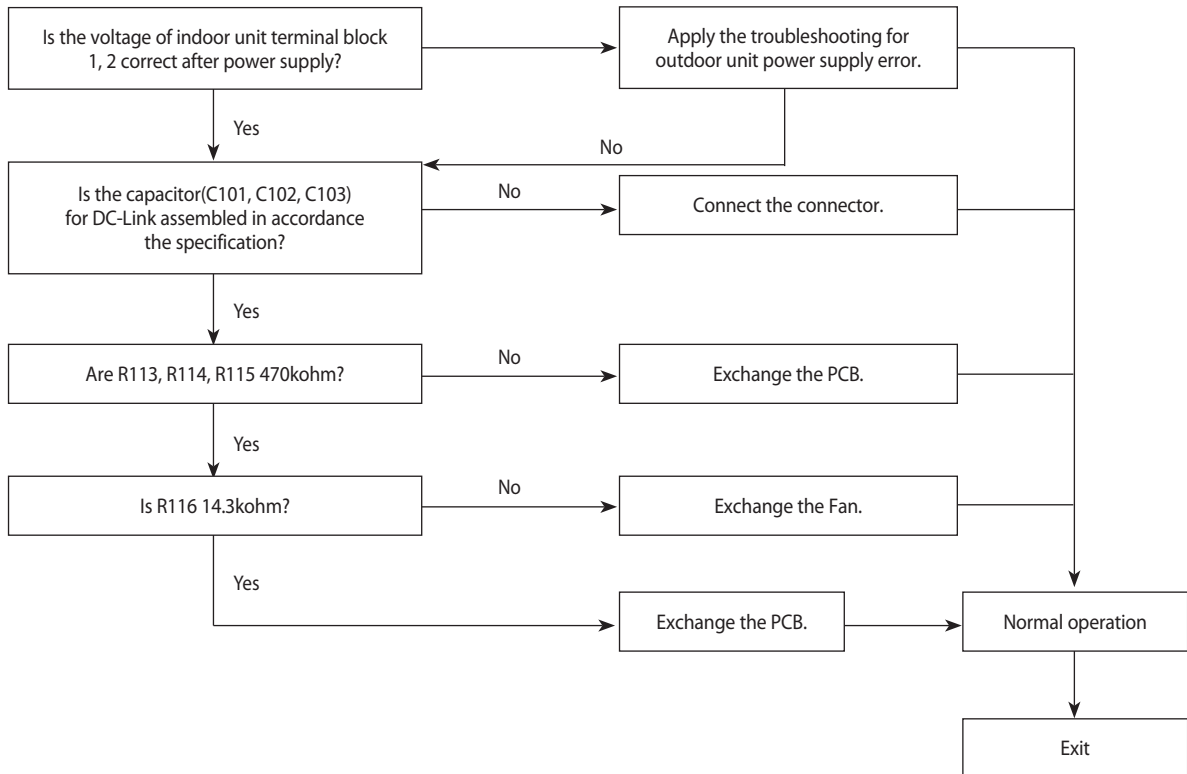 Is the voltage of indoor unit terminal block
1, 2 correct after power supply?
Apply the troubleshooting for
outdoor unit power supply error.
Yes
No
Is the capacitor(C101, C102, C103)
for DC-Link assembled in accordance
the specification?
No
Connect the connector.
Yes
Are R113, R114, R115 470kohm?
No
Exchange the PCB.
Yes
Is R116 14.3kohm?
No
Exchange the Fan.
Yes
Exchange the PCB.
Normal operation
Exit